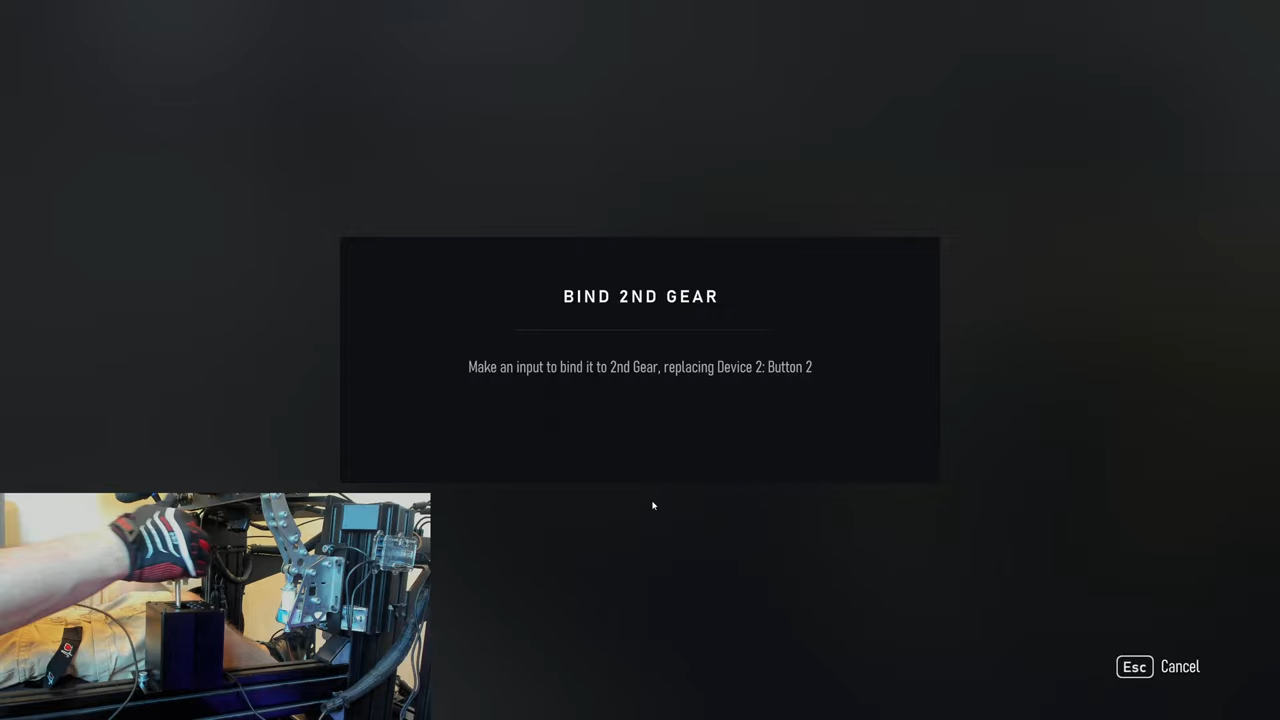 BIND 2ND GEAR
Make an input to bind it to 2nd Gear, replacing Device 2: Button 2
Esc Cancel